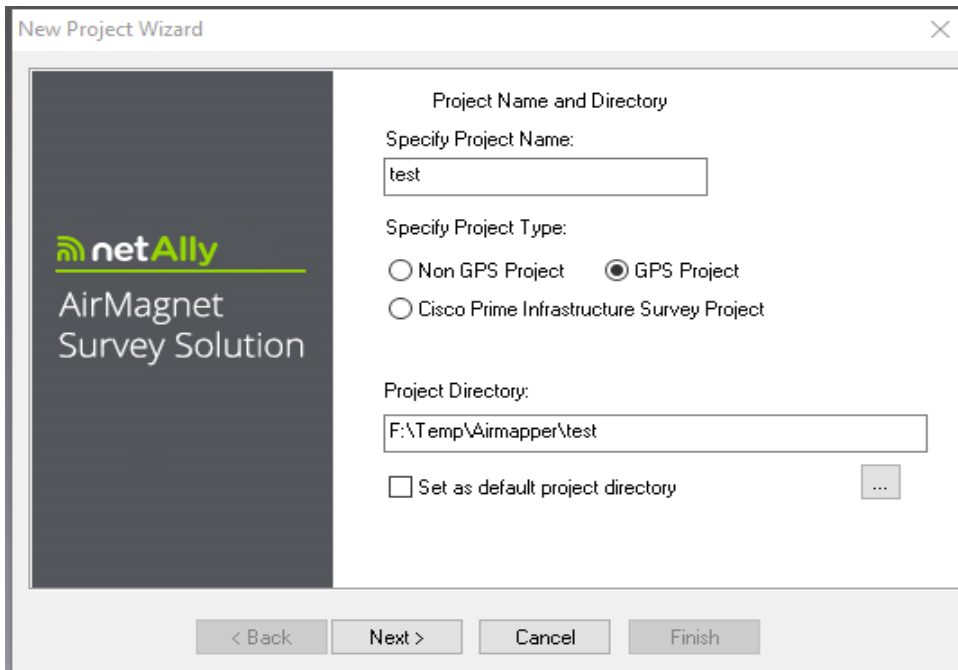 New Project Wizard
netAlly
AirMagnet
Survey Solution
Project Name and Directory
Specify Project Name:
test
Specify Project Type:
Non GPS Project GPS Project
Cisco Prime Infrastructure Survey Project
Project Directory:
F:\Temp\Airmapper\test
Set as default project directory
...
< Back Next > Cancel Finish